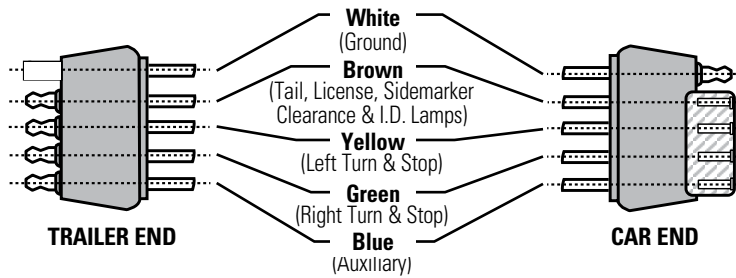 White
(Ground)
Brown
(Tail, License, Sidemarker
Clearance & I.D. Lamps)
Yellow
(Left Turn & Stop)
Green
(Right Turn & Stop)
Blue
(Auxiliary)
TRAILER END
CAR END